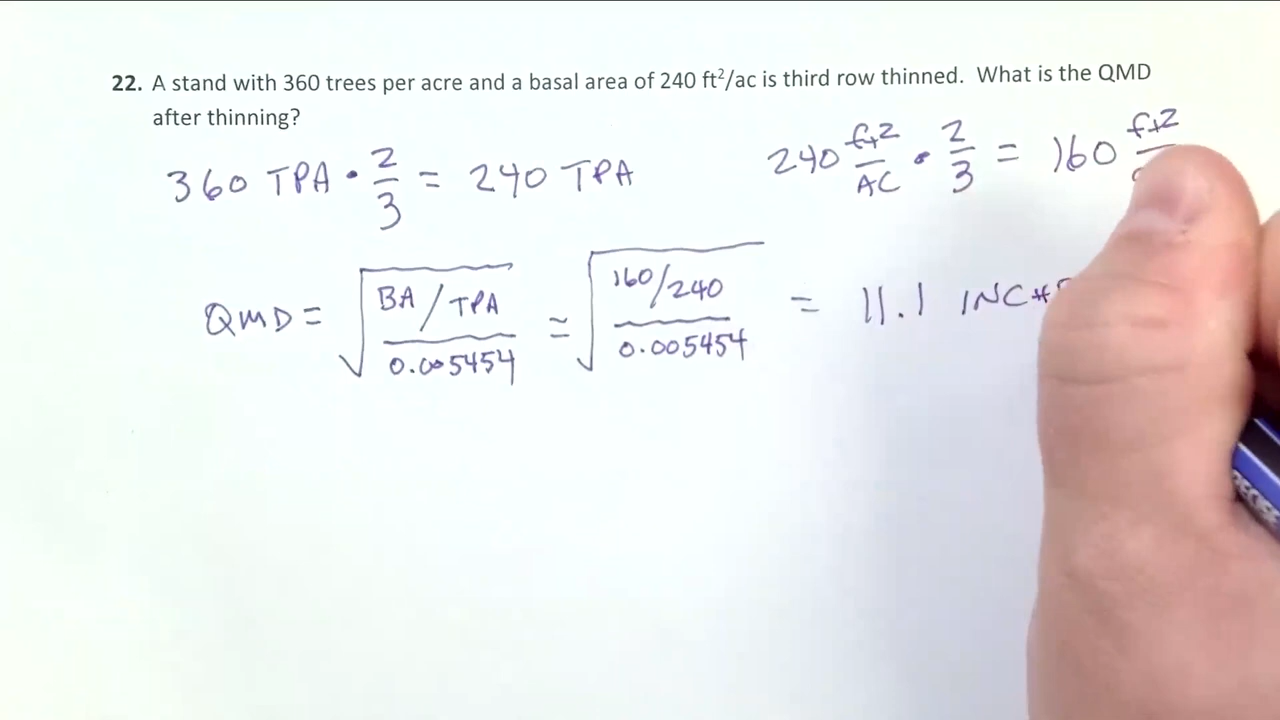 22. A stand with 360 trees per acre and a basal area of 240 ft²/ac is third row thinned. What is the QMD
after thinning?
360 TPA · 2/3 = 240 TPA
240 ft2/AC · 2/3 = 160 ft2
QMD = √((BA/TPA)/0.005454) = √((160/240)/0.005454) = 11.1